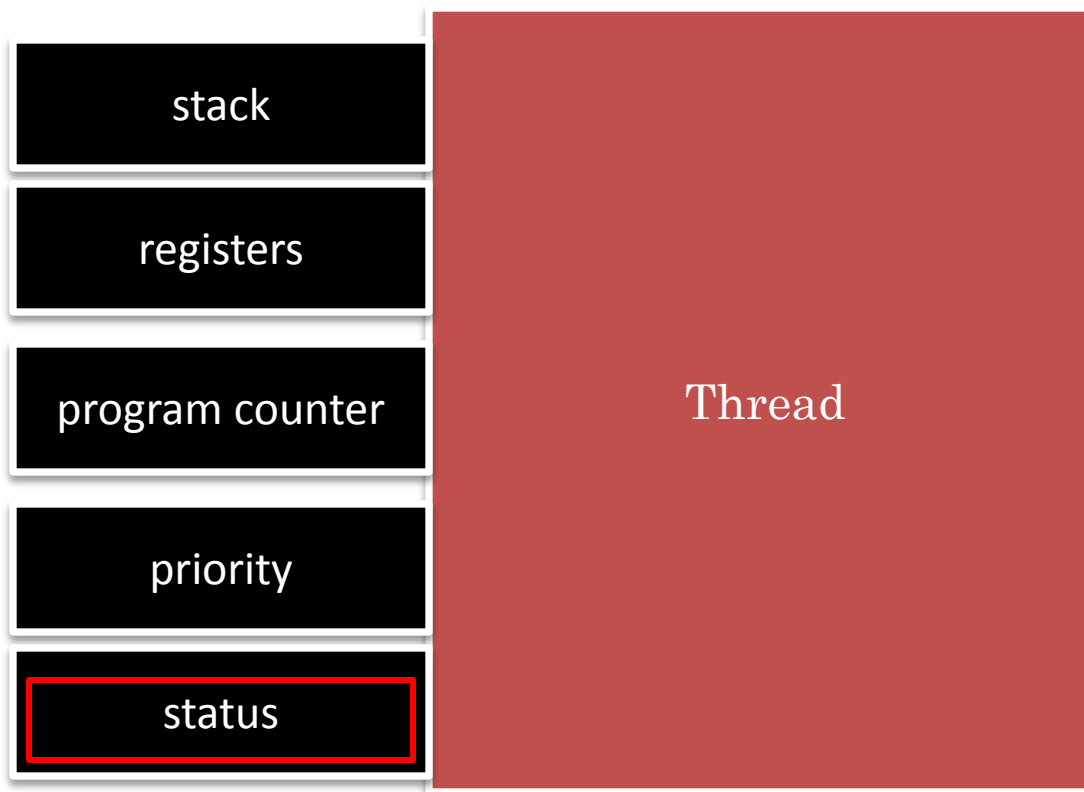 stack
registers
program counter
Thread
priority
status